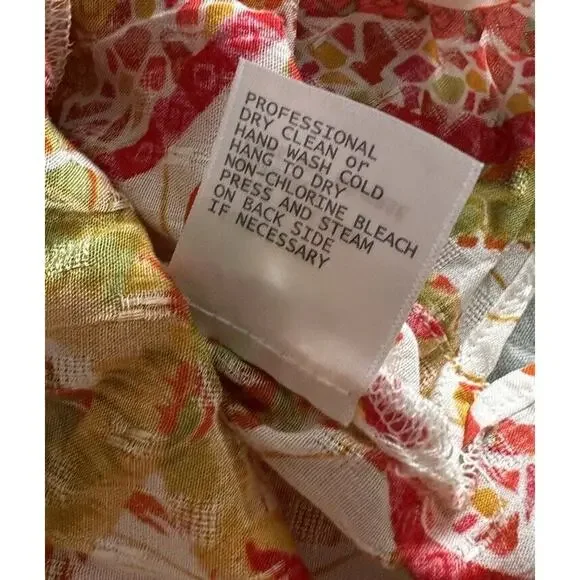 PROFESSIONAL
DRY CLEAN or
HAND WASH COLD
HANG TO DRY
NON-CHLORINE BLEACH
PRESS AND STEAM
ON BACK SIDE
IF NECESSARY